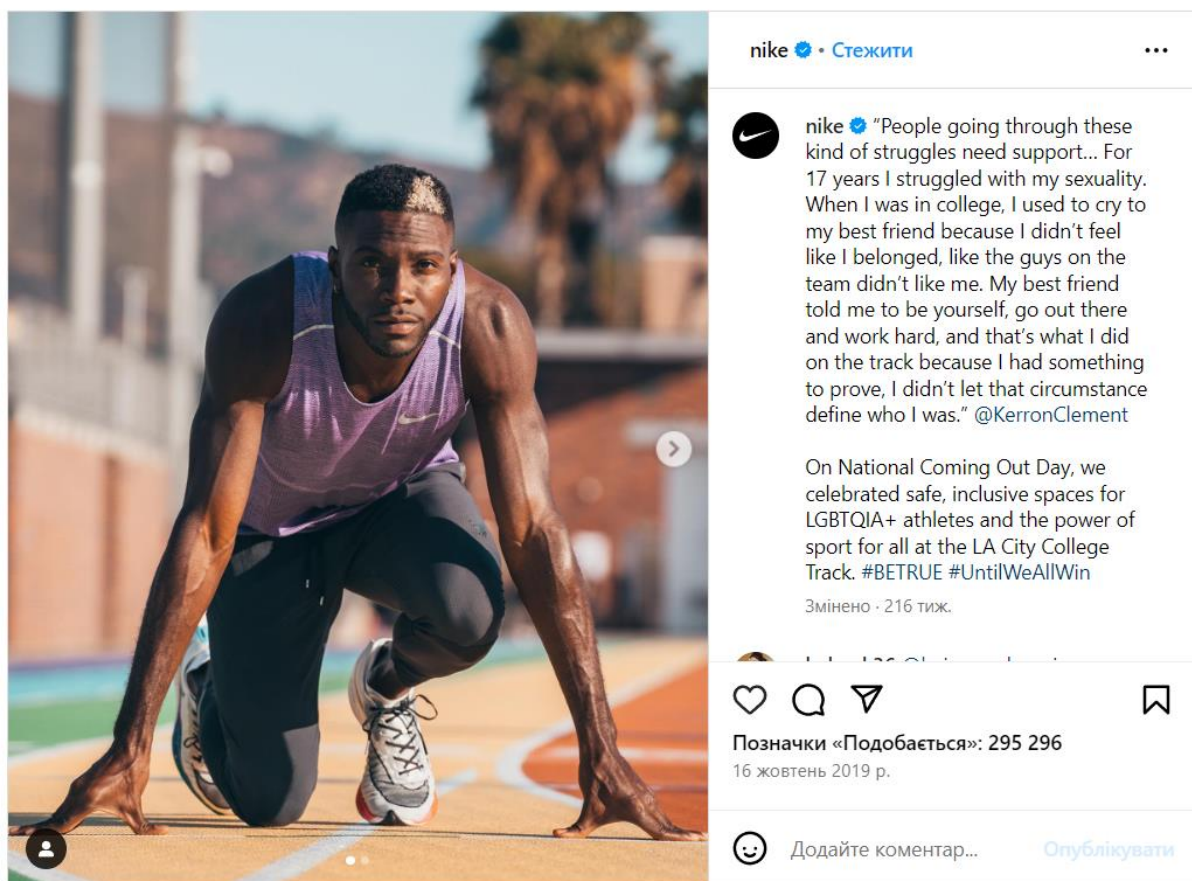 nike • Стежити
nike “People going through these
kind of struggles need support... For
17 years I struggled with my sexuality.
When I was in college, I used to cry to
my best friend because I didn’t feel
like I belonged, like the guys on the
team didn’t like me. My best friend
told me to be yourself, go out there
and work hard, and that’s what I did
on the track because I had something
to prove, I didn’t let that circumstance
define who I was.” @KerronClement
On National Coming Out Day, we
celebrated safe, inclusive spaces for
LGBTQIA+ athletes and the power of
sport for all at the LA City College
Track. #BETRUE #UntilWeAllWin
Змінено · 216 тиж.
Позначки «Подобається»: 295 296
16 жовтень 2019 р.
Додайте коментар...
Опублікувати